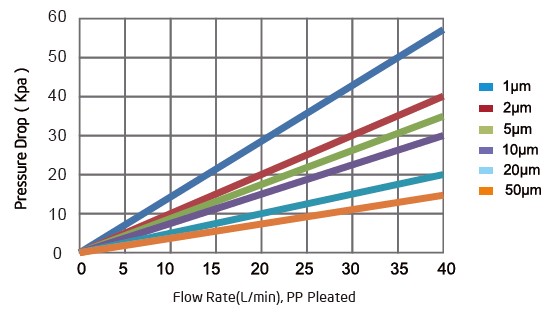 60
50
40
30
20
10
0
Pressure Drop ( Kpa )
0 5 10 15 20 25 30 35 40
Flow Rate(L/min), PP Pleated
1μm
2μm
5μm
10μm
20μm
50μm